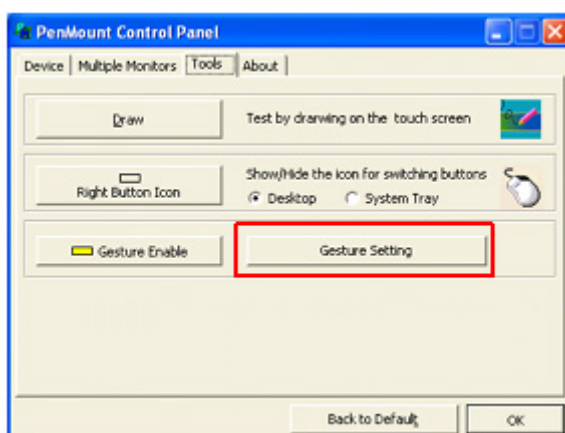 PenMount Control Panel
Device Multiple Monitors Tools About
Draw
Test by drarwing on the touch screen
Right Button Icon
Show/Hide the icon for switching buttons
Desktop System Tray
Gesture Enable
Gesture Setting
Back to Default
OK